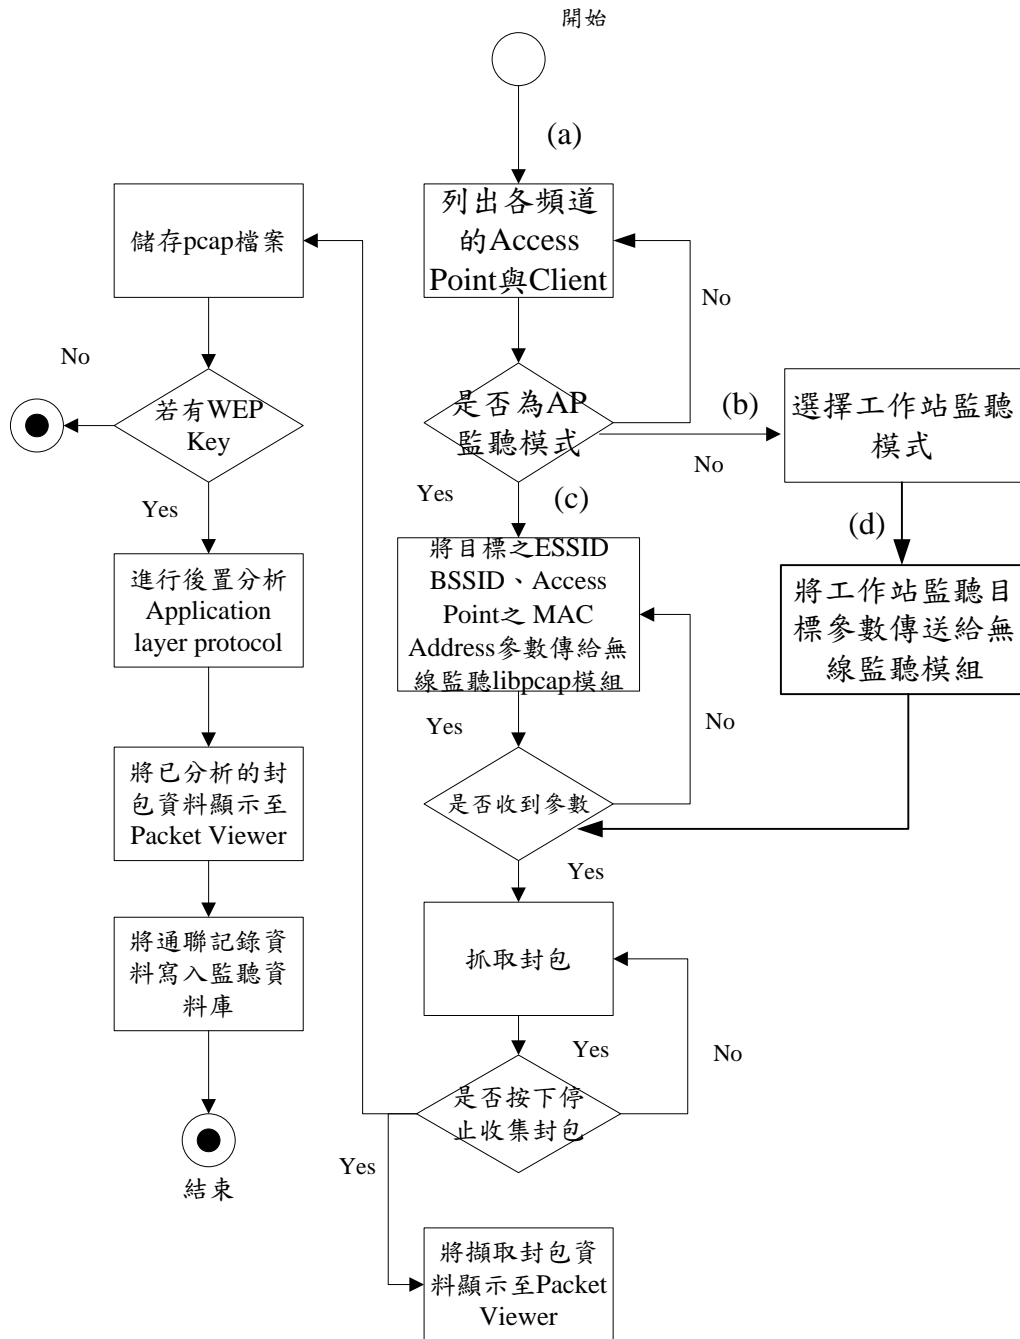 開始
(a)
列出各頻道
的Access
Point與Client
No
是否為AP
監聽模式
(b)
No
選擇工作站監聽
模式
Yes
(c)
(d)
將目標之ESSID
BSSID、Access
Point之 MAC
Address參數傳給無
線監聽libpcap模組
將工作站監聽目
標參數傳送給無
線監聽模組
Yes
No
是否收到參數
Yes
抓取封包
Yes
No
是否按下停
止收集封包
Yes
將擷取封包資
料顯示至Packet
Viewer
儲存pcap檔案
No
若有WEP
Key
Yes
進行後置分析
Application
layer protocol
將已分析的封
包資料顯示至
Packet Viewer
將通聯記錄資
料寫入監聽資
料庫
結束